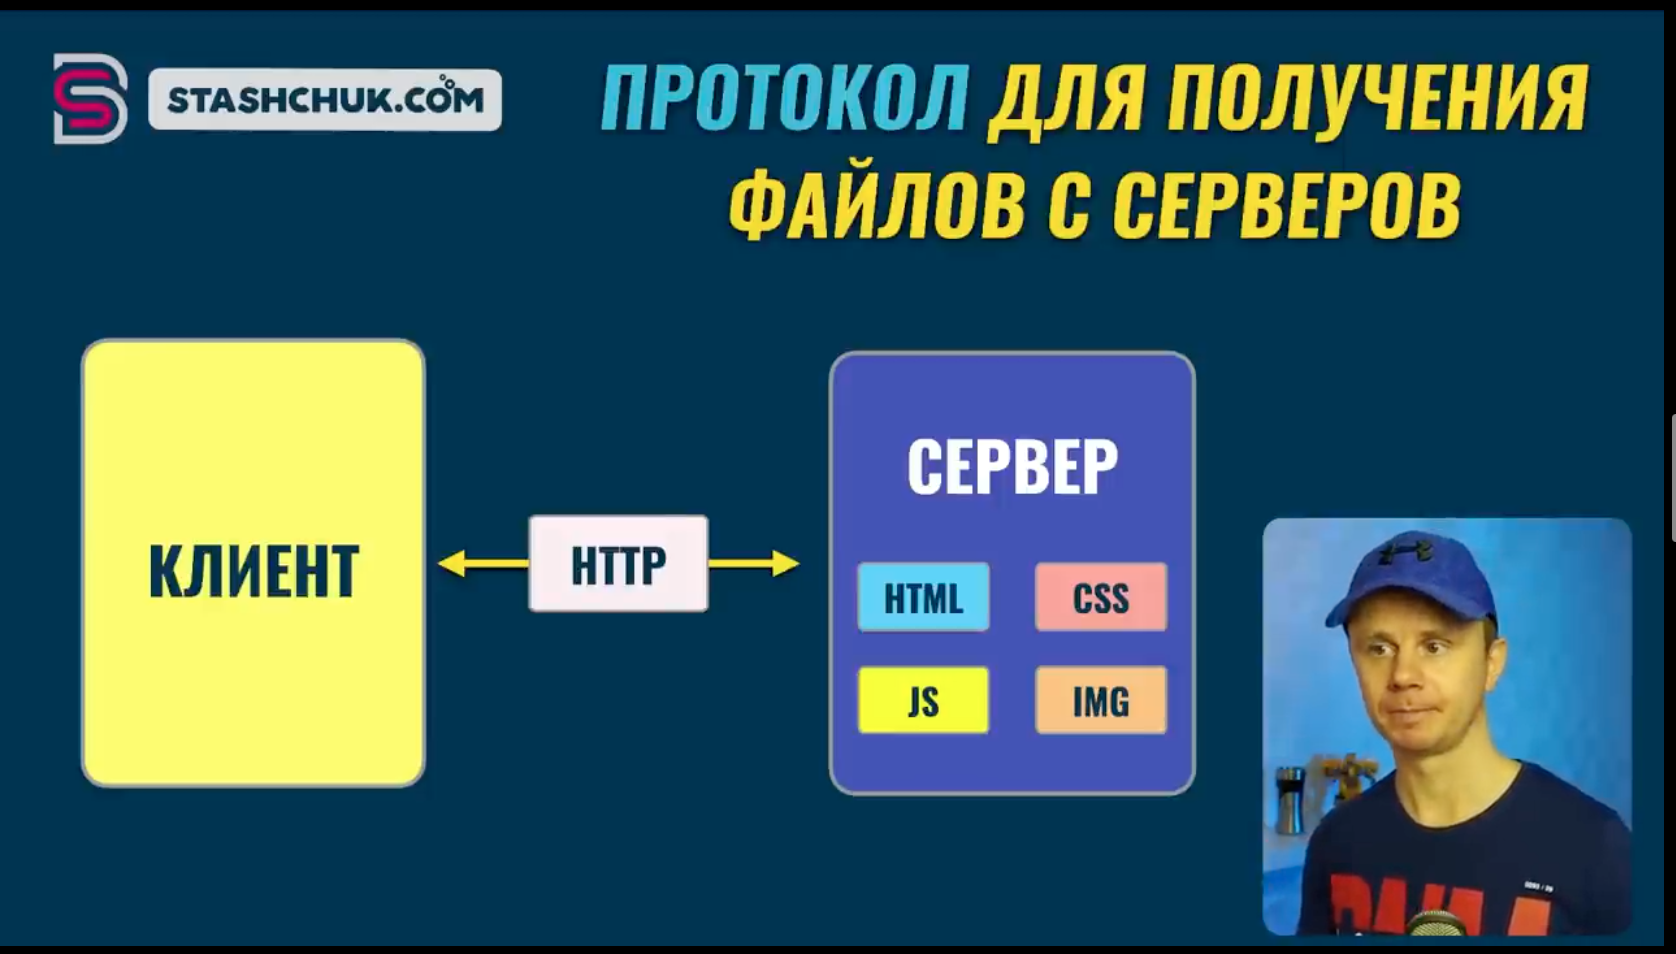 STASHCHUK.COM
ПРОТОКОЛ ДЛЯ ПОЛУЧЕНИЯ
ФАЙЛОВ С СЕРВЕРОВ
КЛИЕНТ
HTTP
СЕРВЕР
HTML CSS
JS IMG